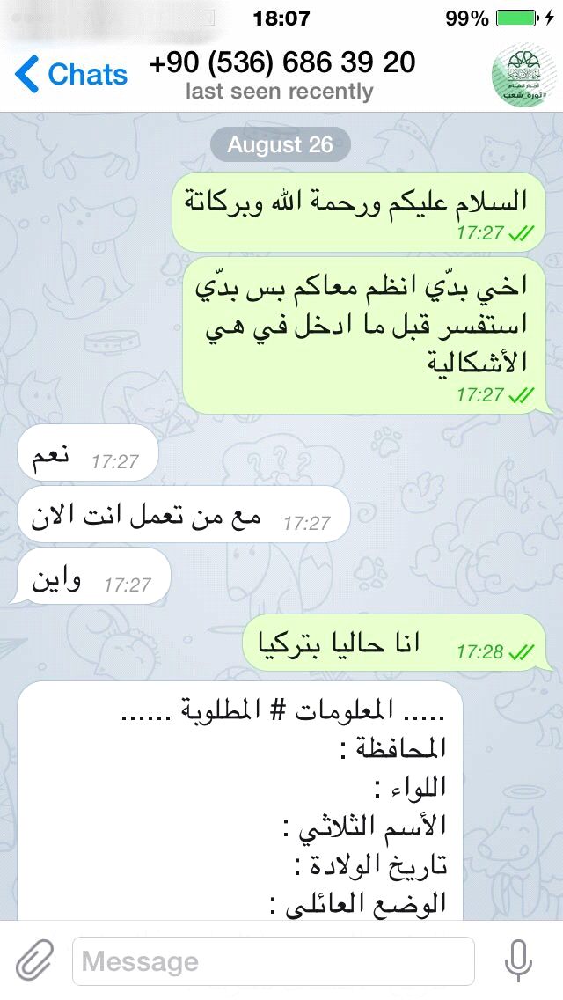 18:07
99%
Chats
+90 (536) 686 39 20
last seen recently
#ثورة_شعب
August 26
السلام عليكم ورحمة الله وبركاتة
17:27
اخي بدّي انظم معاكم بس بدّي
استفسر قبل ما ادخل في هي
الأشكالية
17:27
نعم 17:27
مع من تعمل انت الان 17:27
واين 17:27
انا حاليا بتركيا 17:28
..... المعلومات # المطلوبة ......
المحافظة :
اللواء :
الأسم الثلاثي :
تاريخ الولادة :
الوضع العائلي :
Message